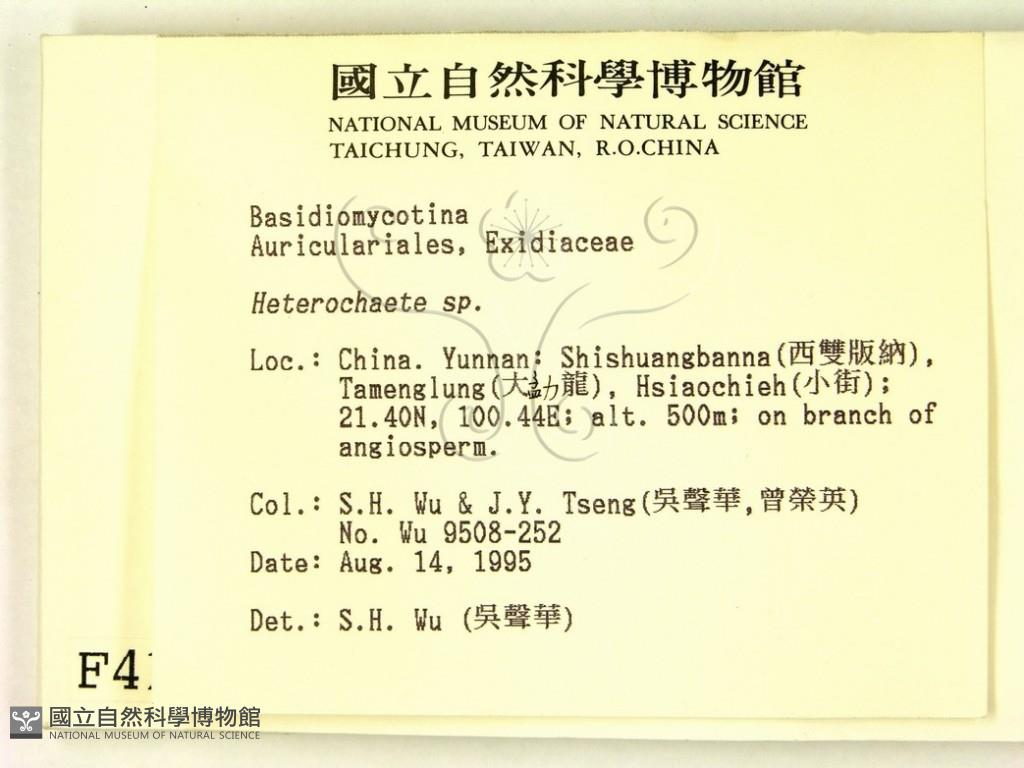 國立自然科學博物館
NATIONAL MUSEUM OF NATURAL SCIENCE
TAICHUNG, TAIWAN, R.O.CHINA
Basidiomycotina
Auriculariales, Exidiaceae
Heterochaete sp.
Loc.: China. Yunnan: Shishuangbanna(西雙版納),
Tamenglung(大勐龍), Hsiaochieh(小街);
21.40N, 100.44E; alt. 500m; on branch of
angiosperm.
Col.: S.H. Wu & J.Y. Tseng(吳聲華,曾榮英)
No. Wu 9508-252
Date: Aug. 14, 1995
Det.: S.H. Wu (吳聲華)
F41
國立自然科學博物館
NATIONAL MUSEUM OF NATURAL SCIENCE